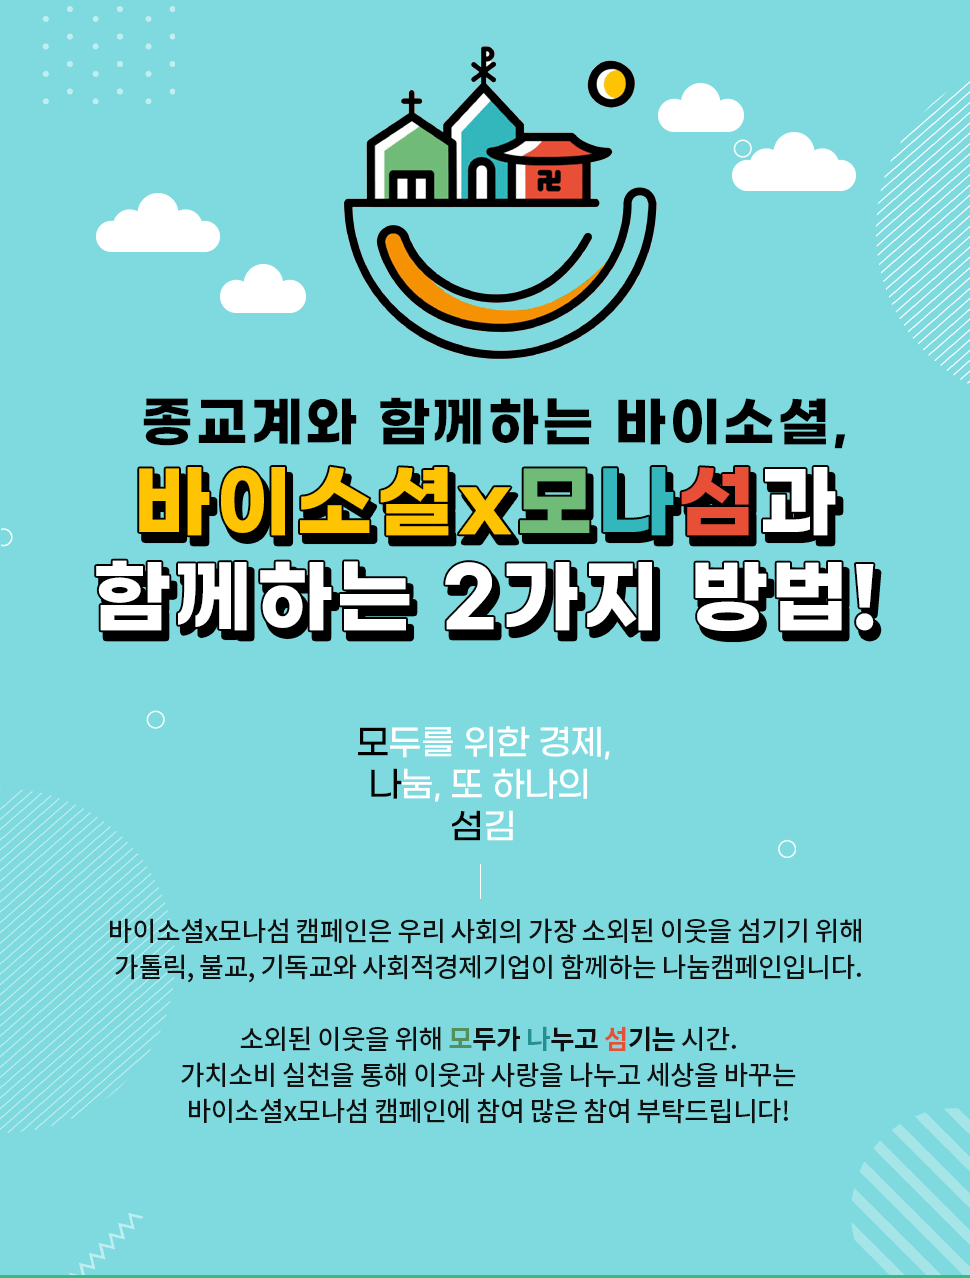 종교계와 함께하는 바이소셜,
바이소셜x모나섬과
함께하는 2가지 방법!
모두를 위한 경제,
나눔, 또 하나의
섬김
바이소셜x모나섬 캠페인은 우리 사회의 가장 소외된 이웃을 섬기기 위해
가톨릭, 불교, 기독교와 사회적경제기업이 함께하는 나눔캠페인입니다.
소외된 이웃을 위해 모두가 나누고 섬기는 시간.
가치소비 실천을 통해 이웃과 사랑을 나누고 세상을 바꾸는
바이소셜x모나섬 캠페인에 참여 많은 참여 부탁드립니다!